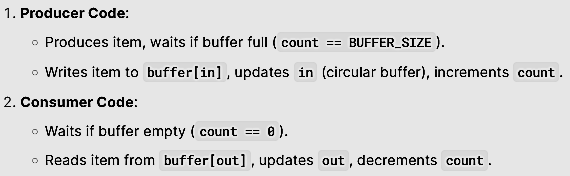 1. Producer Code:
○ Produces item, waits if buffer full ( count == BUFFER_SIZE ).
○ Writes item to buffer[in] , updates in (circular buffer), increments count .
2. Consumer Code:
○ Waits if buffer empty ( count == 0 ).
○ Reads item from buffer[out] , updates out , decrements count .